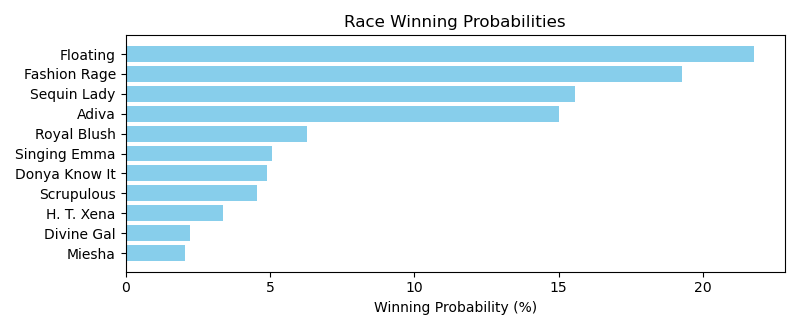 Race Winning Probabilities
Floating
Fashion Rage
Sequin Lady
Adiva
Royal Blush
Singing Emma
Donya Know It
Scrupulous
H. T. Xena
Divine Gal
Miesha
0 5 10 15 20
Winning Probability (%)